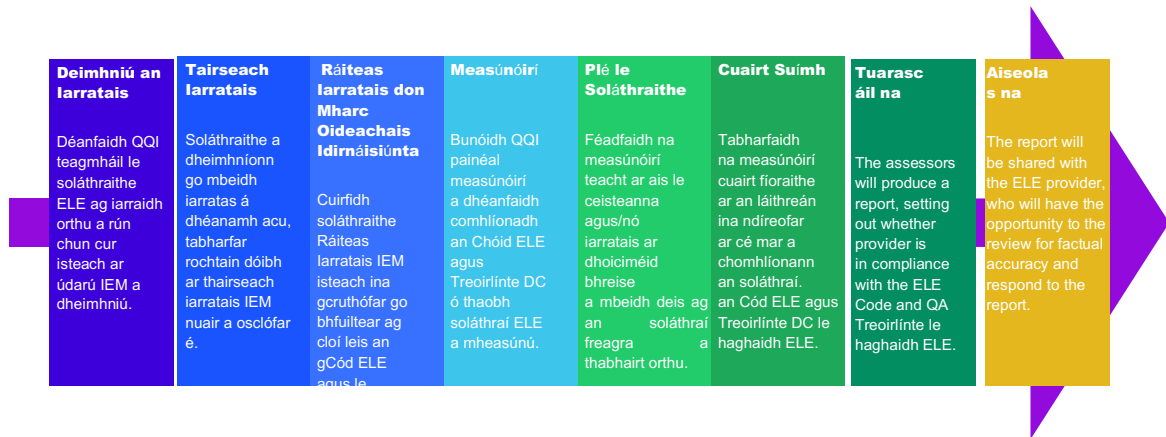 Deimhniú an
Iarratais
Déanfaidh QQI
teagmháil le
soláthraithe
ELE ag iarraidh
orthu a rún
chun cur
isteach ar
údarú IEM a
dheimhniú.
Tairseach
Iarratais
Soláthraithe a
dheimhníonn
go mbeidh
iarratas á
dhéanamh acu,
tabharfar
rochtain dóibh
ar thairseach
iarratais IEM
nuair a osclófar
é.
Ráiteas
Iarratais don
Mharc
Oideachais
Idirnáisiúnta
Cuirfidh
soláthraithe
Ráiteas
Iarratais IEM
isteach ina
gcruthófar go
bhfuiltear ag
cloí leis an
gCód ELE
agus le
Measúnóirí
Bunóidh QQI
painéal
measúnóirí
a dhéanfaidh
comhlíonadh
an Chóid ELE
agus
Treoirlínte DC
ó thaobh
soláthraí ELE
a mheasúnú.
Plé le
Soláthraithe
Féadfaidh na
measúnóirí
teacht ar ais le
ceisteanna
agus/nó
iarratais ar
dhoiciméid
bhreise
a mbeidh deis ag
an soláthraí
freagra a
thabhairt orthu.
Cuairt Suímh
Tabharfaidh
na measúnóirí
cuairt fíoraithe
ar an láithreán
ina ndíreofar
ar cé mar a
chomhlíonann
an soláthraí.
an Cód ELE agus
Treoirlínte DC le
haghaidh ELE.
Tuarasc
áil na
The assessors
will produce a
report, setting
out whether
provider is
in compliance
with the ELE
Code and QA
Treoirlínte le
haghaidh ELE.
Aiseola
s na
The report will
be shared with
the ELE provider,
who will have the
opportunity to the
review for factual
accuracy and
respond to the
report.